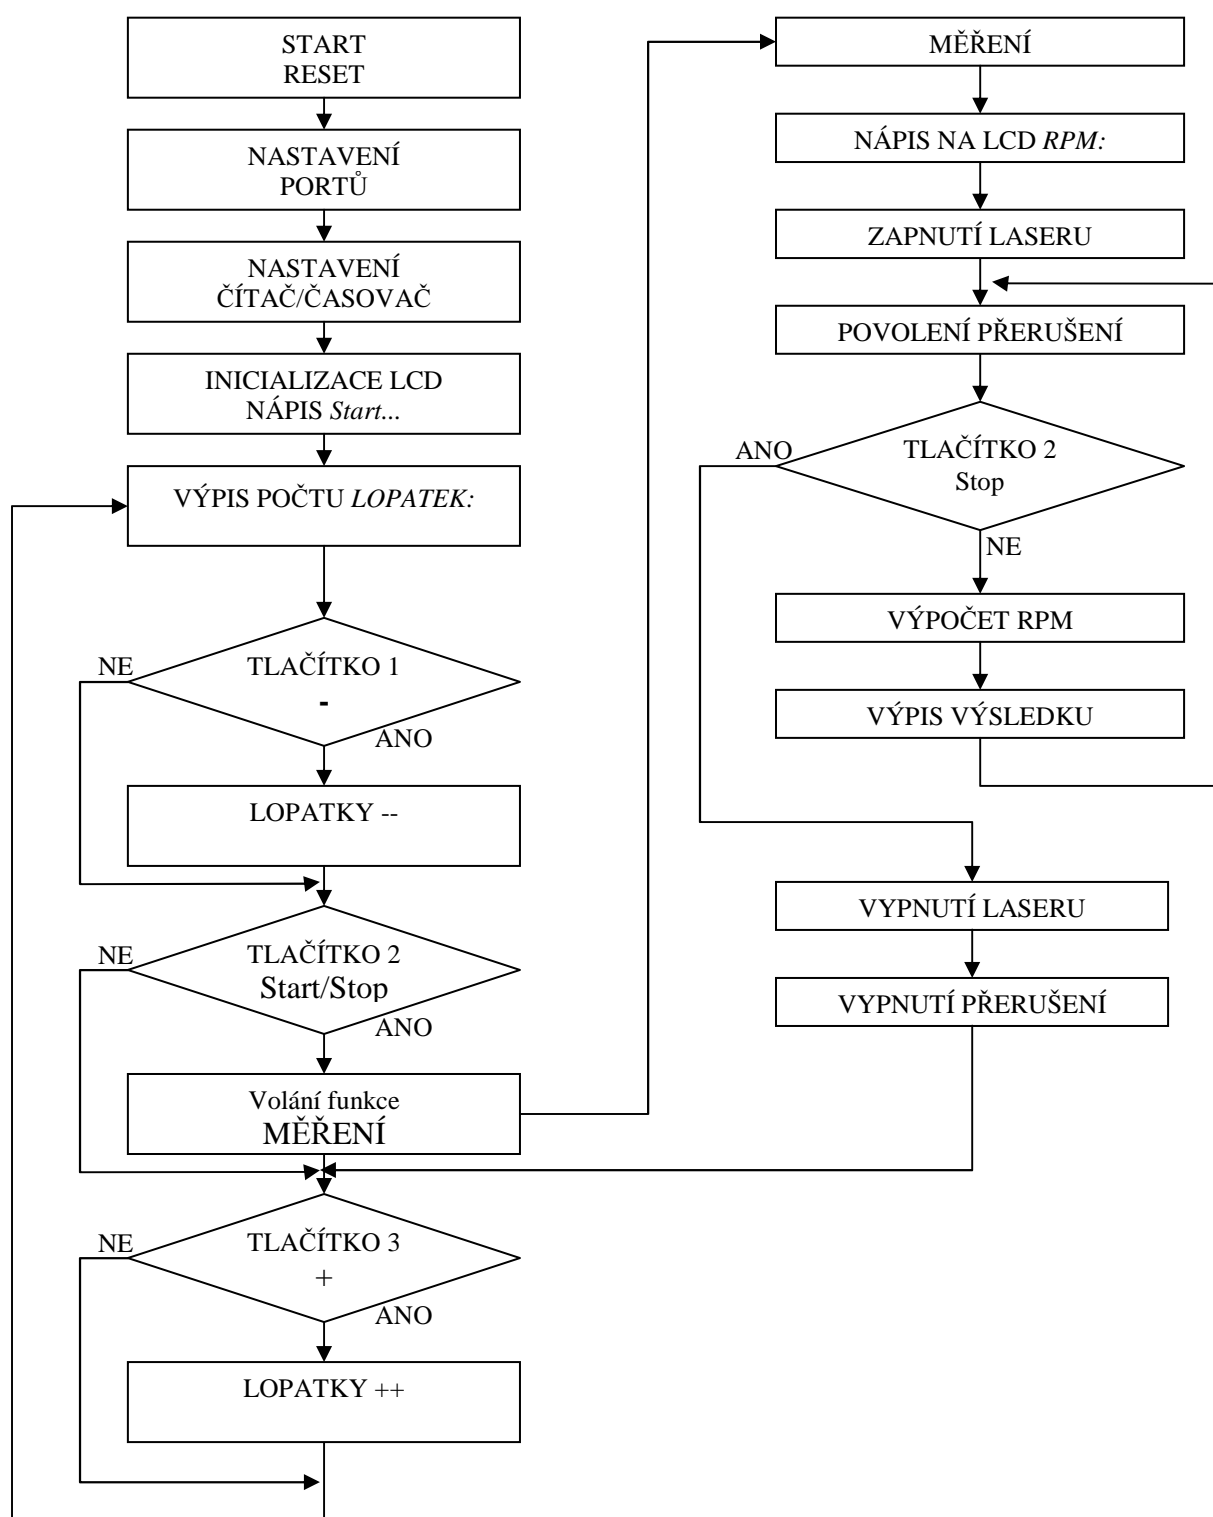 START
RESET
NASTAVENÍ
PORTŮ
NASTAVENÍ
ČÍTAČ/ČASOVAČ
INICIALIZACE LCD
NÁPIS Start...
VÝPIS POČTU LOPATEK:
NE
TLAČÍTKO 1
-
ANO
LOPATKY --
NE
TLAČÍTKO 2
Start/Stop
ANO
Volání funkce
MĚŘENÍ
NE
TLAČÍTKO 3
+
ANO
LOPATKY ++
MĚŘENÍ
NÁPIS NA LCD RPM:
ZAPNUTÍ LASERU
POVOLENÍ PŘERUŠENÍ
ANO
TLAČÍTKO 2
Stop
NE
VÝPOČET RPM
VÝPIS VÝSLEDKU
VYPNUTÍ LASERU
VYPNUTÍ PŘERUŠENÍ